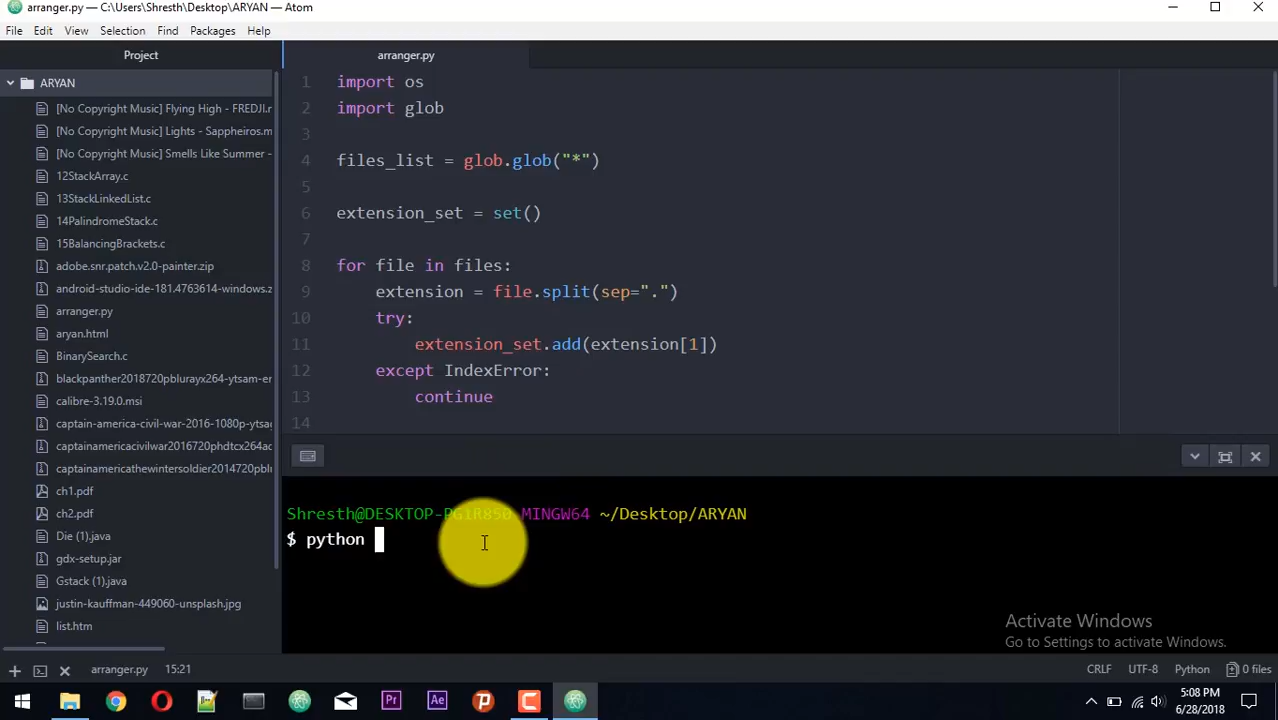 arranger.py — C:\Users\Shresth\Desktop\ARYAN — Atom
File Edit View Selection Find Packages Help
Project
ARYAN
[No Copyright Music] Flying High - FREDJI.r
[No Copyright Music] Lights - Sappheiros.m
[No Copyright Music] Smells Like Summer -
12StackArray.c
13StackLinkedList.c
14PalindromeStack.c
15BalancingBrackets.c
adobe.snr.patch.v2.0-painter.zip
android-studio-ide-181.4763614-windows.z
arranger.py
aryan.html
BinarySearch.c
blackpanther2018720pblurayx264-ytsam-er
calibre-3.19.0.msi
captain-america-civil-war-2016-1080p-ytsag
captainamericacivilwar2016720phdtcx264ac
captainamericathewintersoldier2014720pblu
ch1.pdf
ch2.pdf
Die (1).java
gdx-setup.jar
Gstack (1).java
justin-kauffman-449060-unsplash.jpg
list.htm
arranger.py
1 import os
2 import glob
3
4 files_list = glob.glob("*")
5
6 extension_set = set()
7
8 for file in files:
9 extension = file.split(sep=".")
10 try:
11 extension_set.add(extension[1])
12 except IndexError:
13 continue
14
Shresth@DESKTOP-PG1R85O MINGW64 ~/Desktop/ARYAN
$ python
Activate Windows
Go to Settings to activate Windows.
arranger.py 15:21 CRLF UTF-8 Python 0 files
Pr Ae
5:08 PM
6/28/2018